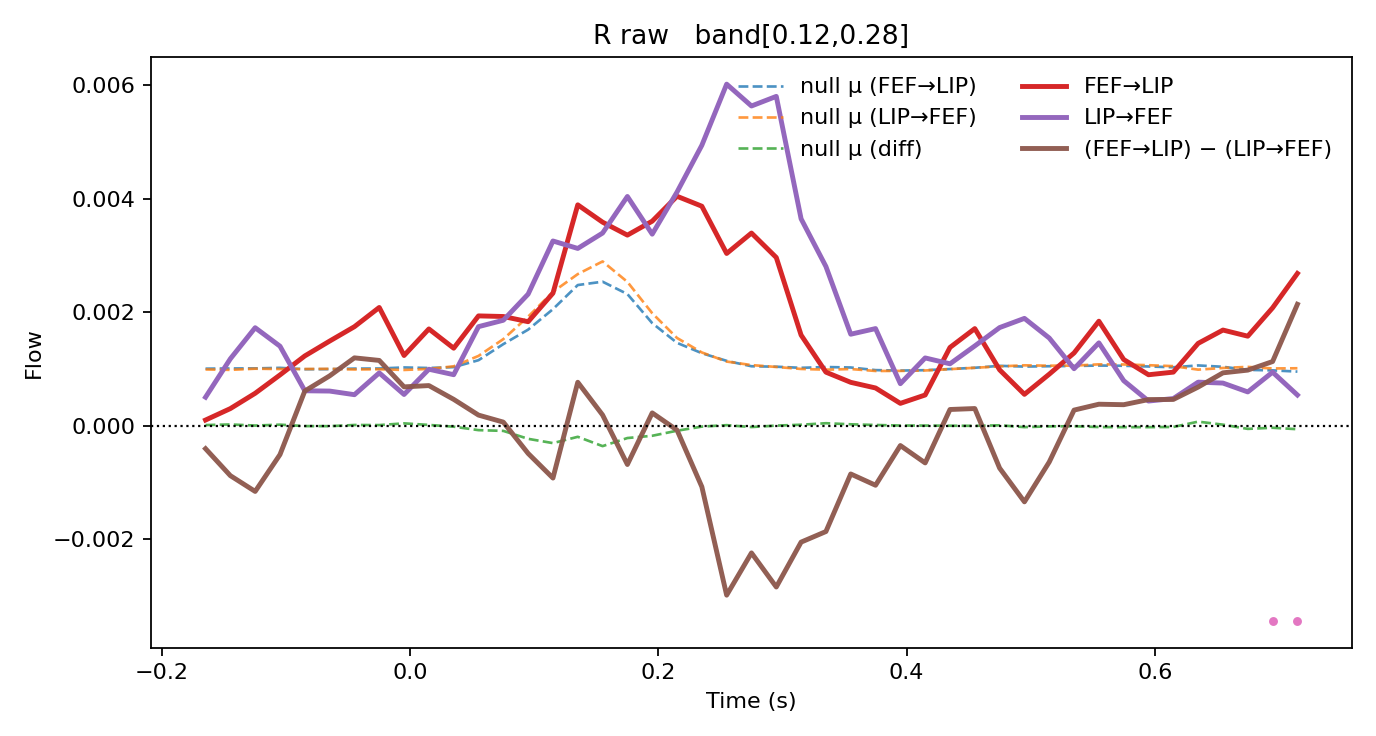 R raw   band[0.12,0.28]
0.006
0.004
0.002
0.000
−0.002
Flow
null μ (FEF→LIP)
null μ (LIP→FEF)
null μ (diff)
FEF→LIP
LIP→FEF
(FEF→LIP) − (LIP→FEF)
−0.2
0.0
0.2
0.4
0.6
Time (s)